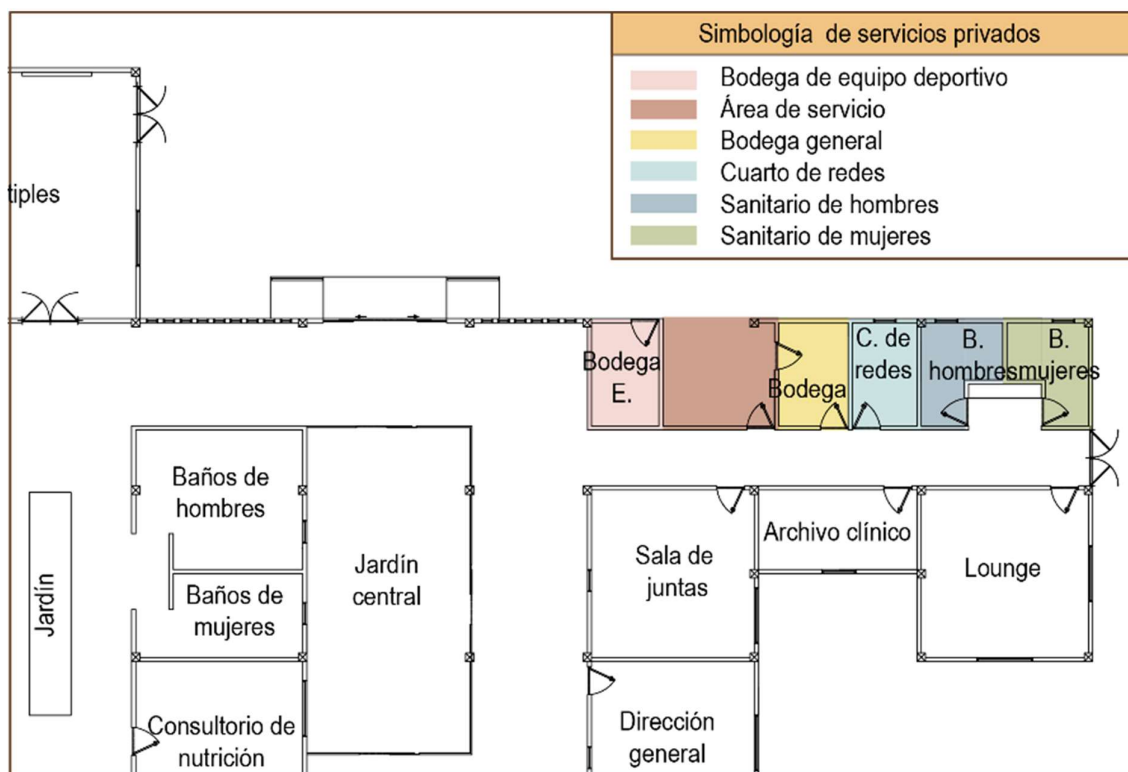 Simbología de servicios privados
Bodega de equipo deportivo
Área de servicio
Bodega general
Cuarto de redes
Sanitario de hombres
Sanitario de mujeres
tiples
Bodega
E.
Bodega
C. de
redes
B.
hombres
B.
mujeres
Baños de
hombres
Baños de
mujeres
Jardín
Jardín
central
Sala de
juntas
Archivo clínico
Lounge
Consultorio de
nutrición
Dirección
general